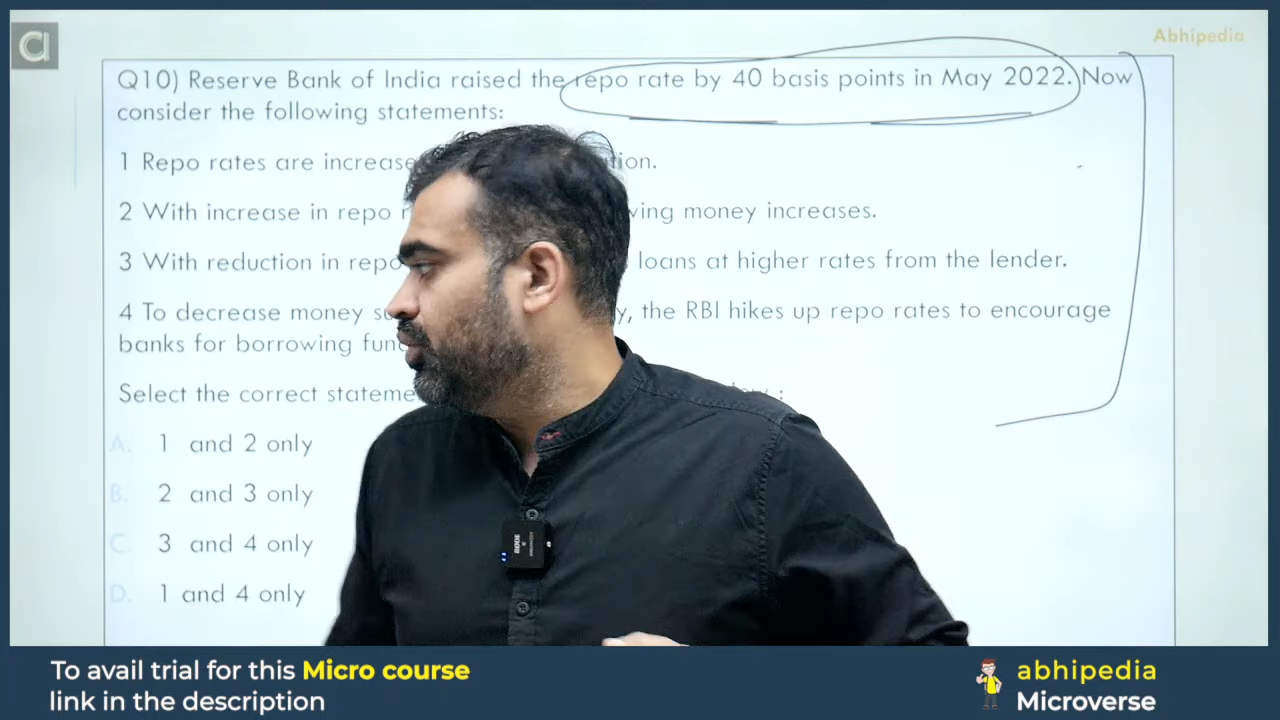 Abhipedia
Q10) Reserve Bank of India raised the repo rate by 40 basis points in May 2022. Now
consider the following statements:
1 Repo rates are increase
2 With increase in repo money increases.
3 With reduction in repo loans at higher rates from the lender.
4 To decrease money the RBI hikes up repo rates to encourage
banks for borrowing
Select the correct
A. 1 and 2 only
B. 2 and 3 only
C. 3 and 4 only
D. 1 and 4 only
To avail trial for this Micro course
link in the description
abhipedia
Microverse